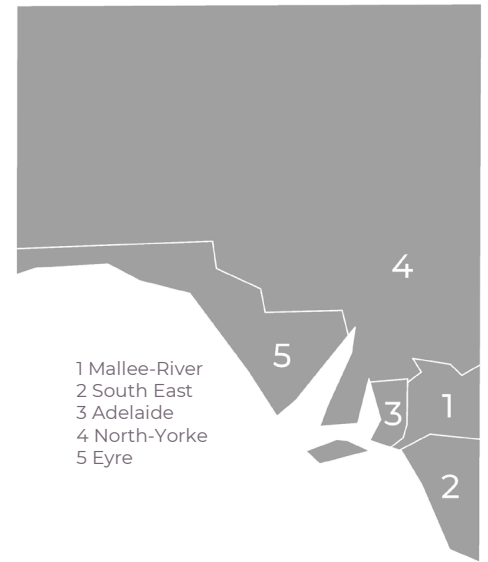 4
5
1 Mallee-River
2 South East
3 Adelaide
4 North-Yorke
5 Eyre
3
1
2